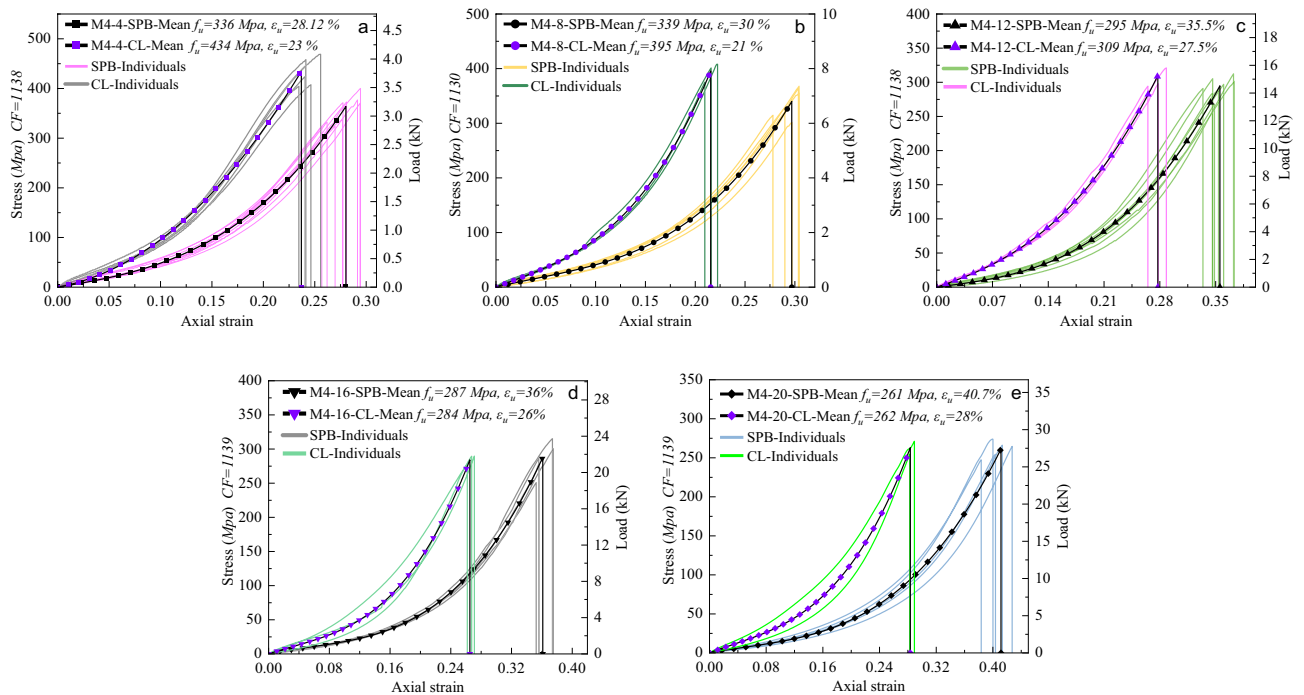 a
M4-4-SPB-Mean f_u=336 Mpa, ε_u=28.12 %
M4-4-CL-Mean f_u=434 Mpa, ε_u=23 %
SPB-Individuals
CL-Individuals
Stress (Mpa) CF=1138
500
400
300
200
100
0
0.00 0.05 0.10 0.15 0.20 0.25 0.30
Axial strain
4.5
4.0
3.5
3.0
2.5
2.0
1.5
1.0
0.5
0.0
Load (kN)
b
M4-8-SPB-Mean f_u=339 Mpa, ε_u=30 %
M4-8-CL-Mean f_u=395 Mpa, ε_u=21 %
SPB-Individuals
CL-Individuals
Stress (Mpa) CF=1130
500
400
300
200
100
0
0.00 0.05 0.10 0.15 0.20 0.25 0.30
Axial strain
10
8
6
4
2
0
Load (kN)
c
M4-12-SPB-Mean f_u=295 Mpa, ε_u=35.5%
M4-12-CL-Mean f_u=309 Mpa, ε_u=27.5%
SPB-Individuals
CL-Individuals
Stress (Mpa) CF=1138
400
350
300
250
200
150
100
50
0
0.00 0.07 0.14 0.21 0.28 0.35
Axial strain
18
16
14
12
10
8
6
4
2
0
Load (kN)
d
M4-16-SPB-Mean f_u=287 Mpa, ε_u=36%
M4-16-CL-Mean f_u=284 Mpa, ε_u=26%
SPB-Individuals
CL-Individuals
Stress (Mpa) CF=1139
400
350
300
250
200
150
100
50
0
0.00 0.08 0.16 0.24 0.32 0.40
Axial strain
28
24
20
16
12
8
4
0
Load (kN)
e
M4-20-SPB-Mean f_u=261 Mpa, ε_u=40.7%
M4-20-CL-Mean f_u=262 Mpa, ε_u=28%
SPB-Individuals
CL-Individuals
Stress (Mpa) CF=1139
350
300
250
200
150
100
50
0
0.00 0.08 0.16 0.24 0.32 0.40
Axial strain
35
30
25
20
15
10
5
0
Load (kN)